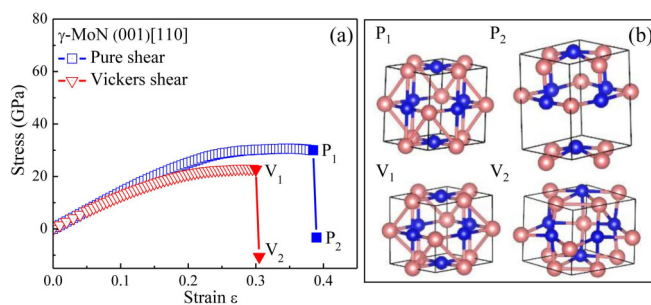 γ-MoN (001)[110]
(a)
Pure shear
Vickers shear
80
60
40
20
0
Stress (GPa)
P1
V1
P2
V2
0.0 0.1 0.2 0.3 0.4
Strain ε
P1 P2 (b)
V1 V2